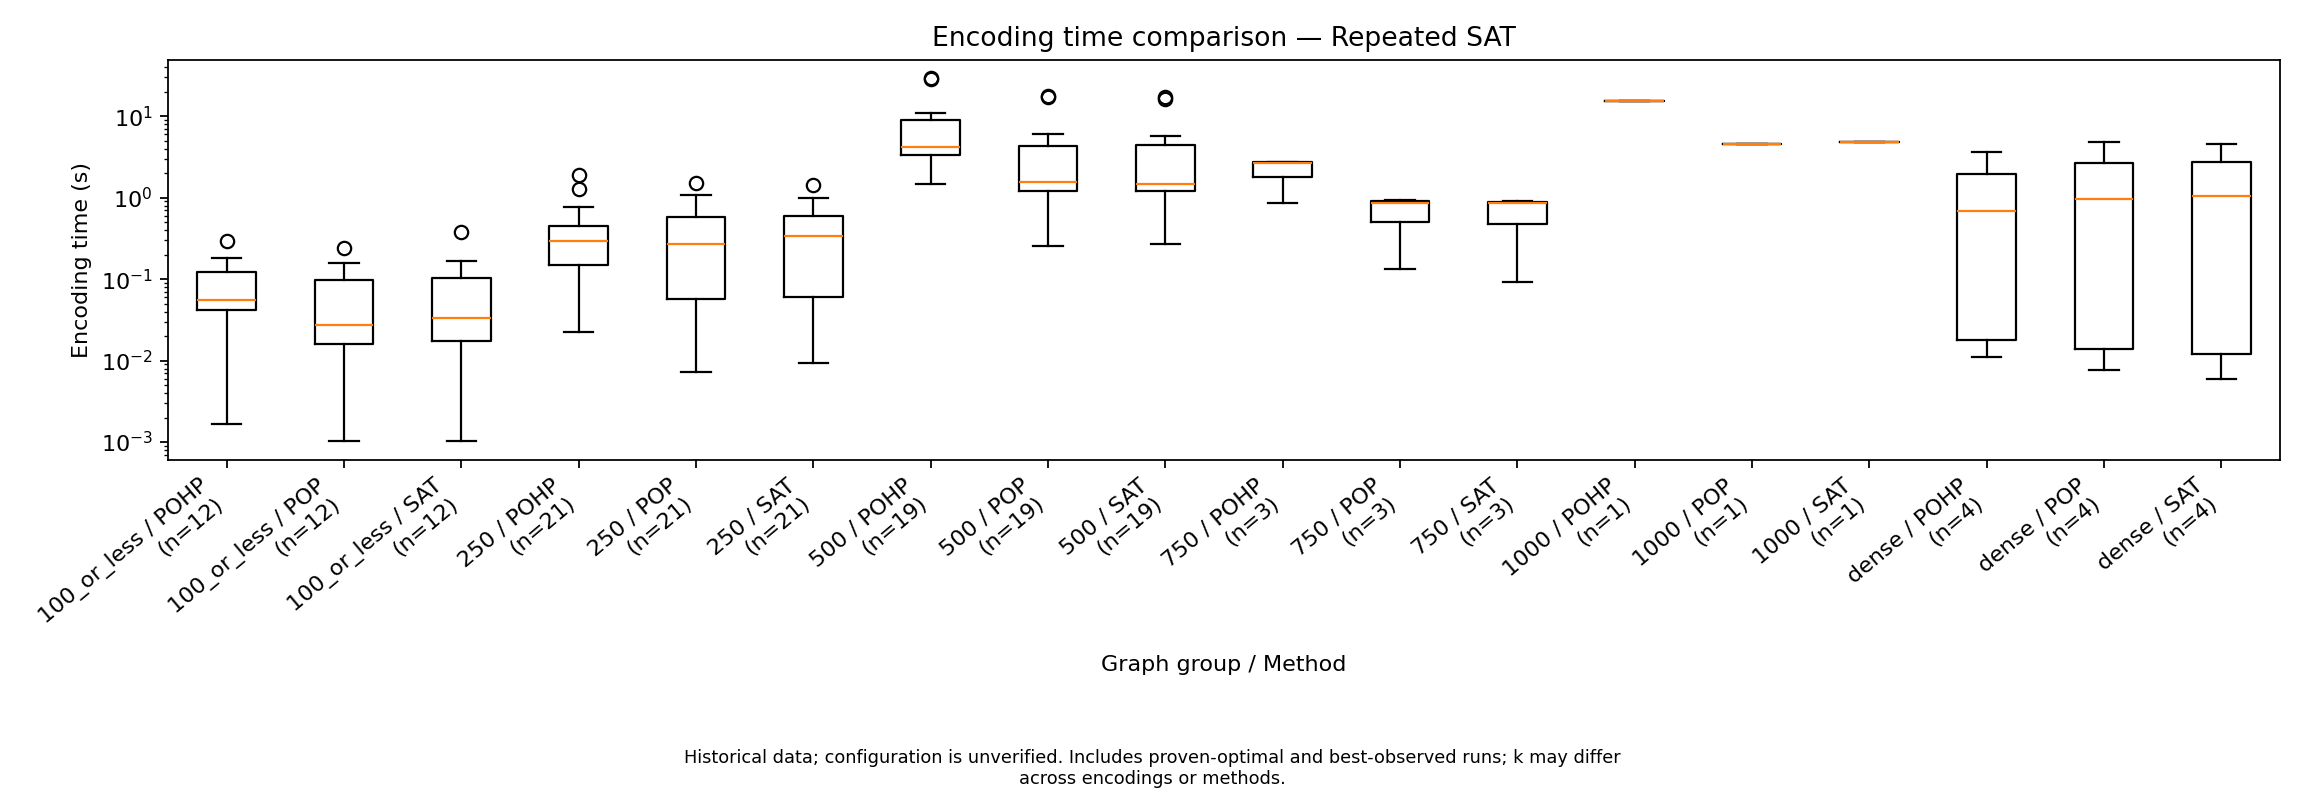 Encoding time comparison — Repeated SAT
Encoding time (s)
10^1
10^0
10^−1
10^−2
10^−3
100_or_less / POHP
(n=12)
100_or_less / POP
(n=12)
100_or_less / SAT
(n=12)
250 / POHP
(n=21)
250 / POP
(n=21)
250 / SAT
(n=21)
500 / POHP
(n=19)
500 / POP
(n=19)
500 / SAT
(n=19)
750 / POHP
(n=3)
750 / POP
(n=3)
750 / SAT
(n=3)
1000 / POHP
(n=1)
1000 / POP
(n=1)
1000 / SAT
(n=1)
dense / POHP
(n=4)
dense / POP
(n=4)
dense / SAT
(n=4)
Graph group / Method
Historical data; configuration is unverified. Includes proven-optimal and best-observed runs; k may differ
across encodings or methods.